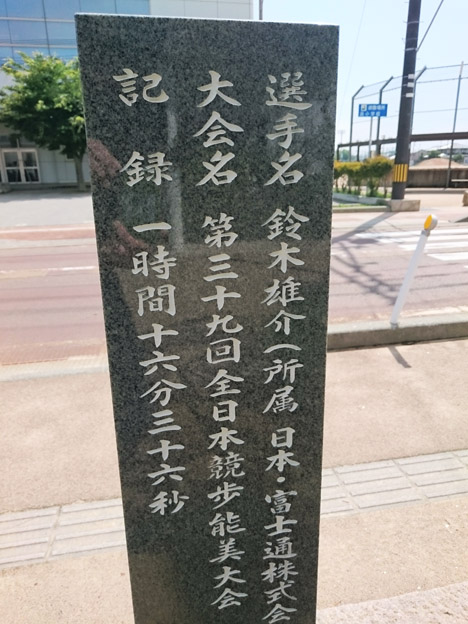 選手名 鈴木雄介(所属 日本・富士通株式会
大会名 第三十九回全日本競歩能美大会
記録 一時間十六分三十六秒